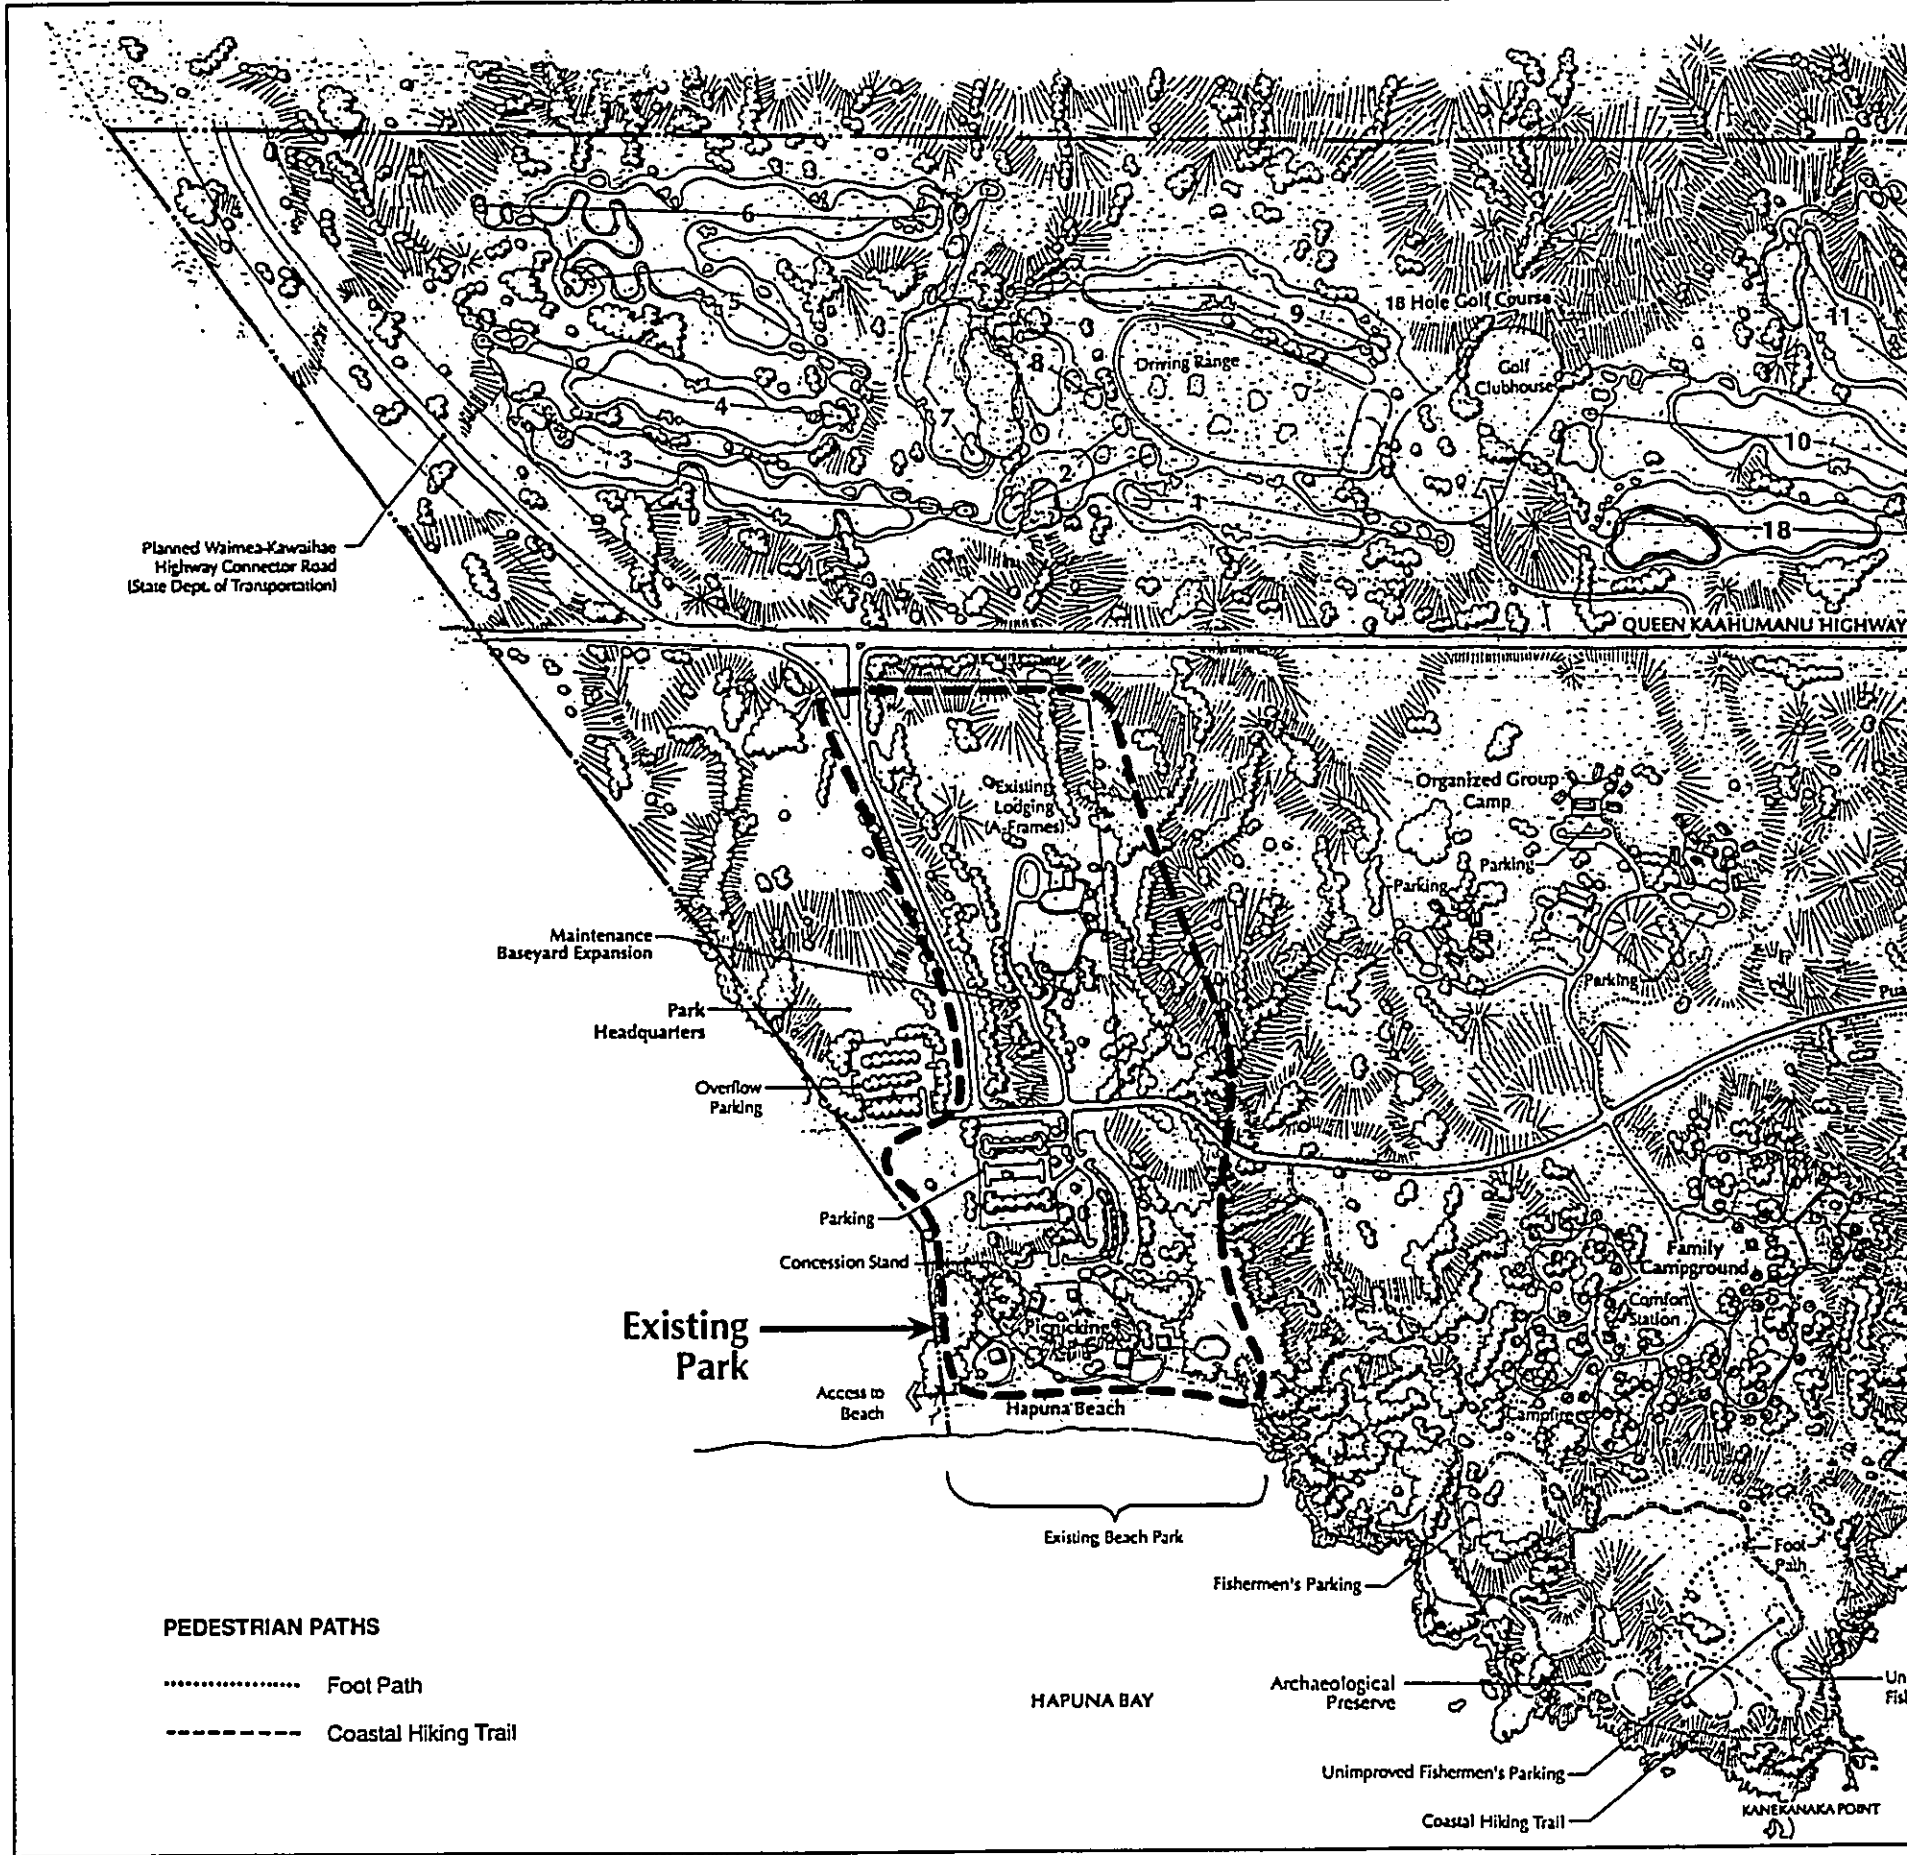 6
5
4
3
7
8
2
1
9
Driving Range
18 Hole Golf Course
Golf
Clubhouse
11
10
18
Planned Waimea-Kawaihae
Highway Connector Road
(State Dept. of Transportation)
QUEEN KAAHUMANU HIGHWAY
Existing
Lodging
(A-Frames)
Organized Group
Camp
Parking
Parking
Parking
Maintenance
Baseyard Expansion
Park
Headquarters
Overflow
Parking
Parking
Concession Stand
Existing
Park
Picnicking
Access to
Beach
Hapuna Beach
Existing Beach Park
Family
Campground
Comfort
Station
Campfire
Foot
Path
Fishermen's Parking
Archaeological
Preserve
HAPUNA BAY
Unimproved Fishermen's Parking
Coastal Hiking Trail
KANEKANAKA POINT
PEDESTRIAN PATHS
Foot Path
Coastal Hiking Trail